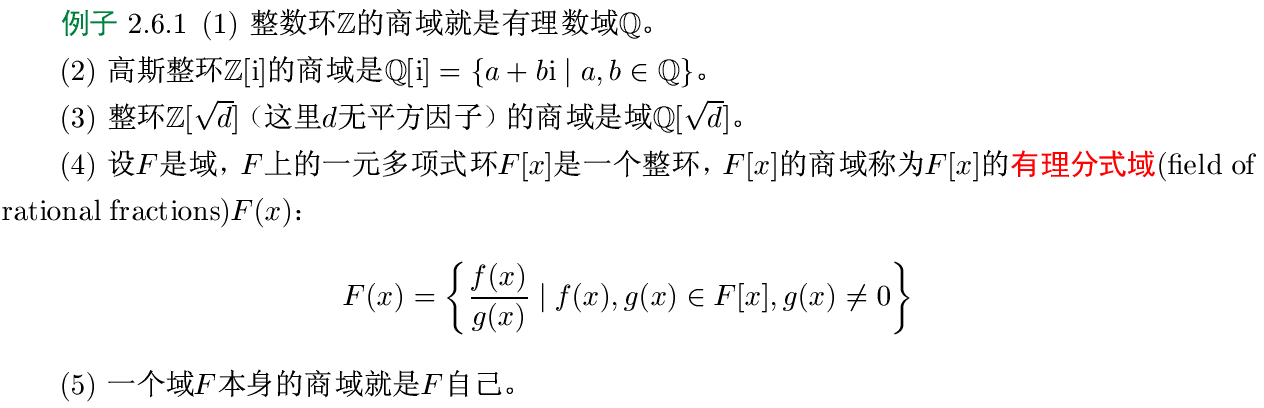 例子 2.6.1 (1) 整数环ℤ的商域就是有理数域ℚ。
(2) 高斯整环ℤ[i]的商域是ℚ[i] = {a + bi | a, b ∈ ℚ}。
(3) 整环ℤ[√d]（这里d无平方因子）的商域是域ℚ[√d]。
(4) 设F是域，F上的一元多项式环F[x]是一个整环，F[x]的商域称为F[x]的有理分式域(field of
rational fractions)F(x)：
F(x) = { f(x)/g(x) | f(x), g(x) ∈ F[x], g(x) ≠ 0 }
(5) 一个域F本身的商域就是F自己。